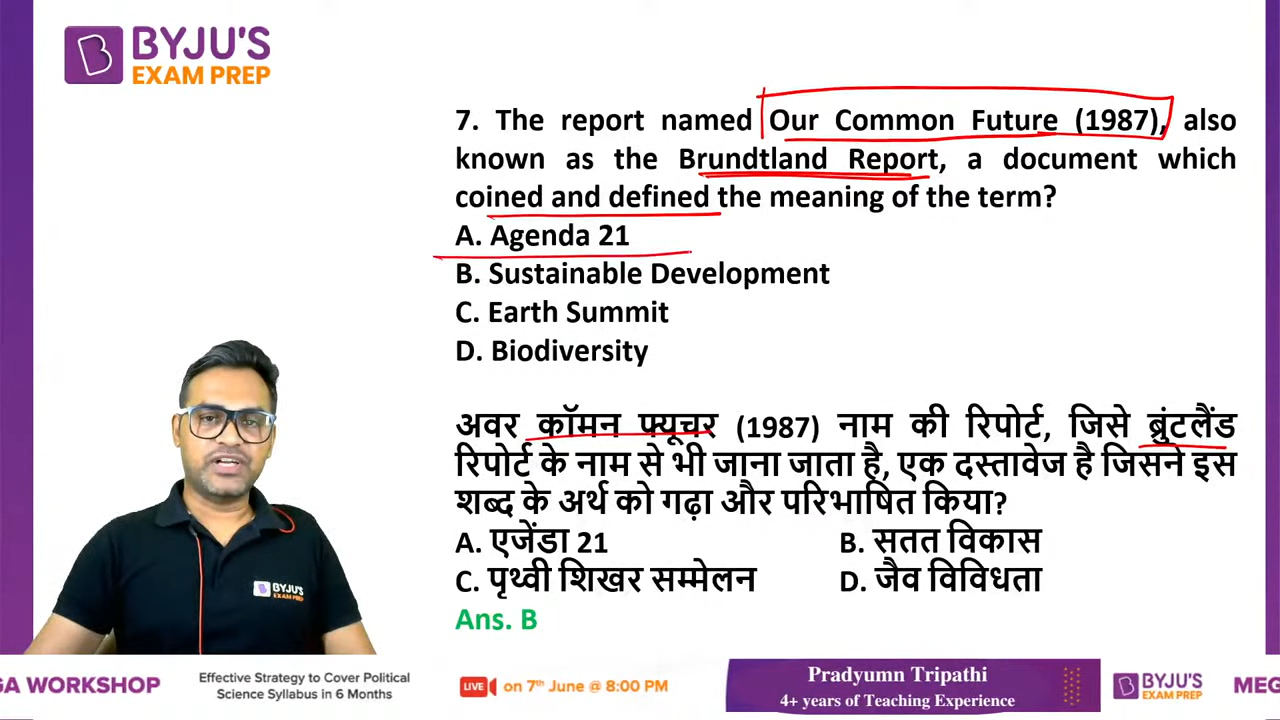 BYJU'S
EXAM PREP
7. The report named Our Common Future (1987), also
known as the Brundtland Report, a document which
coined and defined the meaning of the term?
A. Agenda 21
B. Sustainable Development
C. Earth Summit
D. Biodiversity
अवर कॉमन फ्यूचर (1987) नाम की रिपोर्ट, जिसे ब्रुंटलैंड
रिपोर्ट के नाम से भी जाना जाता है, एक दस्तावेज है जिसने इस
शब्द के अर्थ को गढ़ा और परिभाषित किया?
A. एजेंडा 21 B. सतत विकास
C. पृथ्वी शिखर सम्मेलन D. जैव विविधता
Ans. B
BYJU'S
EXAM PREP
GA WORKSHOP
Effective Strategy to Cover Political
Science Syllabus in 6 Months
LIVE on 7th June @ 8:00 PM
Pradyumn Tripathi
4+ years of Teaching Experience
BYJU'S
EXAM PREP
MEG